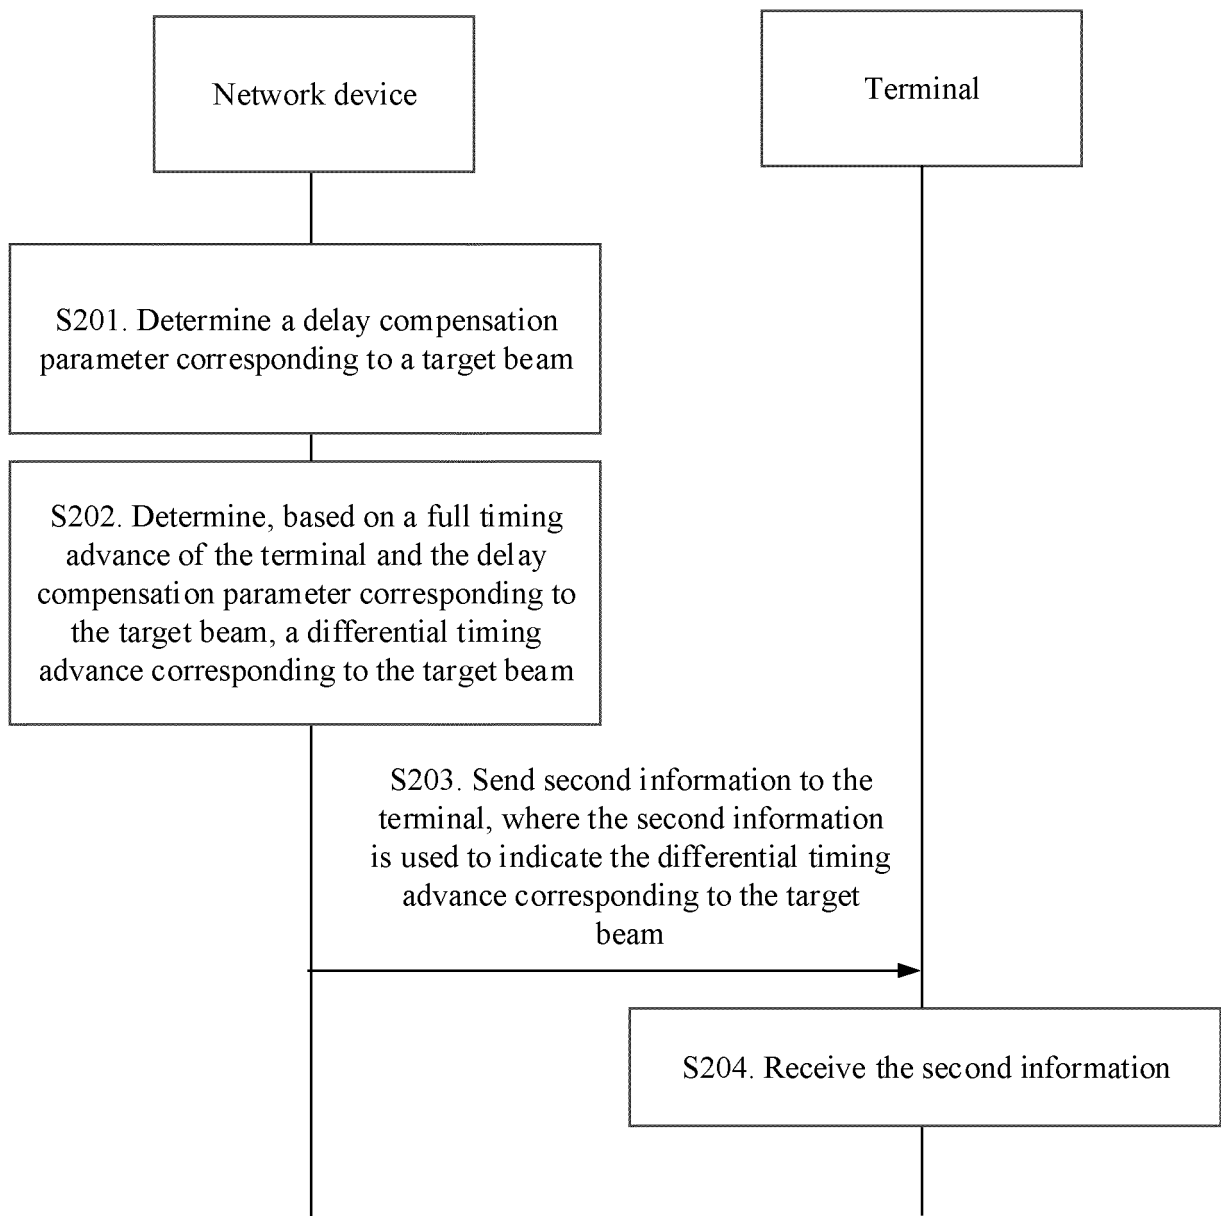 Network device
Terminal
S201. Determine a delay compensation
parameter corresponding to a target beam
S202. Determine, based on a full timing
advance of the terminal and the delay
compensation parameter corresponding to
the target beam, a differential timing
advance corresponding to the target beam
S203. Send second information to the
terminal, where the second information
is used to indicate the differential timing
advance corresponding to the target
beam
S204. Receive the second information